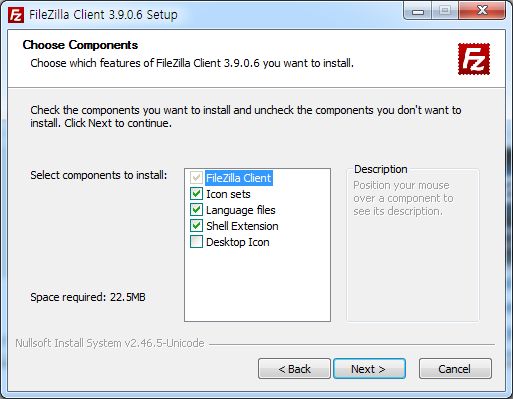 FileZilla Client 3.9.0.6 Setup
Choose Components
Choose which features of FileZilla Client 3.9.0.6 you want to install.
Fz
Check the components you want to install and uncheck the components you don't want to
install. Click Next to continue.
Select components to install:
FileZilla Client
Icon sets
Language files
Shell Extension
Desktop Icon
Description
Position your mouse
over a component to
see its description.
Space required: 22.5MB
Nullsoft Install System v2.46.5-Unicode
< Back
Next >
Cancel